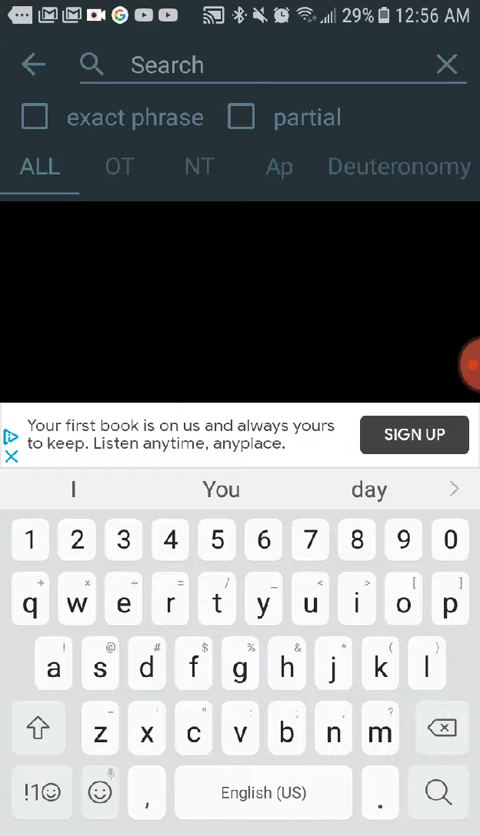 29% 12:56 AM
Search
exact phrase partial
ALL OT NT Ap Deuteronomy
Your first book is on us and always yours
to keep. Listen anytime, anyplace.
SIGN UP
I You day >
1 2 3 4 5 6 7 8 9 0
+ × ÷ = / _ < > [ ]
q w e r t y u i o p
! @ # $ % ^ & * ( )
a s d f g h j k l
- ' " : ; , ?
z x c v b n m
!1☺ , English (US) .